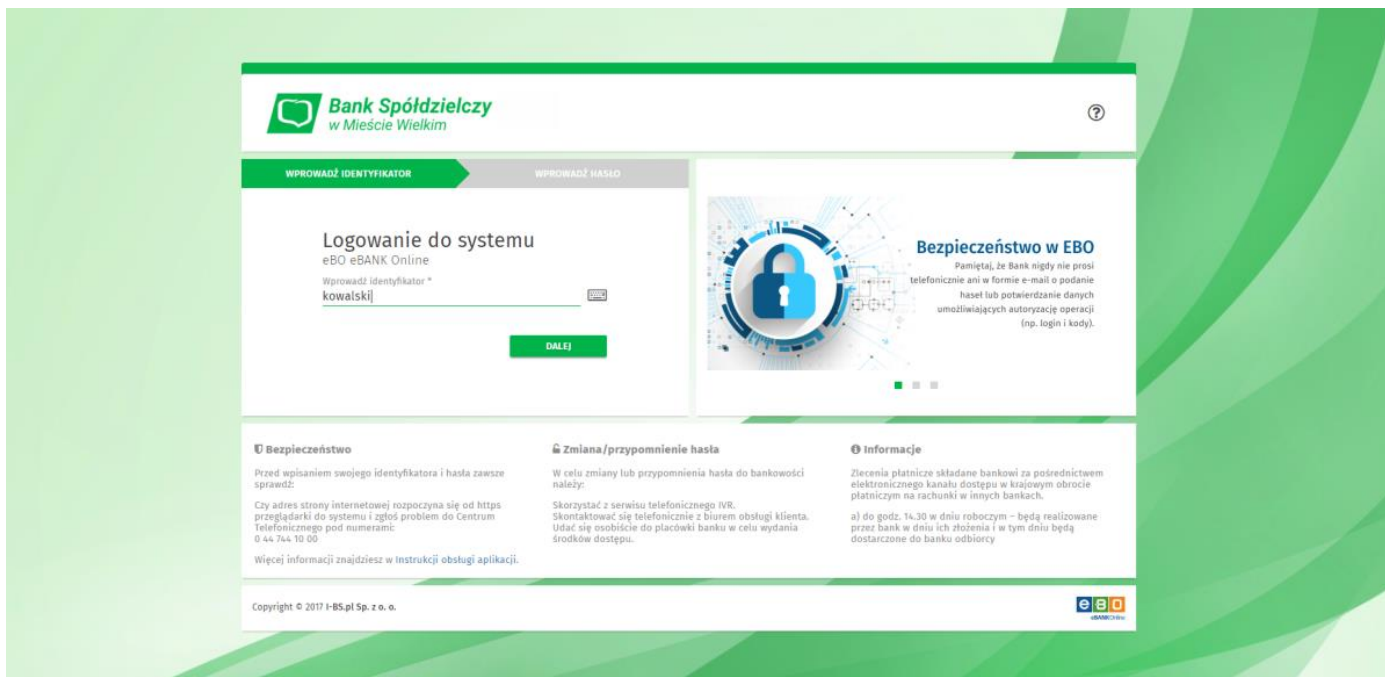 Bank Spółdzielczy
w Mieście Wielkim
WPROWADŹ IDENTYFIKATOR
WPROWADŹ HASŁO
Logowanie do systemu
eBO eBANK Online
Wprowadź identyfikator *
kowalski
DALEJ
Bezpieczeństwo w EBO
Pamiętaj, że Bank nigdy nie prosi
telefonicznie ani w formie e-mail o podanie
haseł lub potwierdzanie danych
umożliwiających autoryzację operacji
(np. login i kody).
Bezpieczeństwo
Przed wpisaniem swojego identyfikatora i hasła zawsze
sprawdź:
Czy adres strony internetowej rozpoczyna się od https
przeglądarki do systemu i zgłoś problem do Centrum
Telefonicznego pod numerami:
0 44 744 10 00
Więcej informacji znajdziesz w Instrukcji obsługi aplikacji.
Zmiana/przypomnienie hasła
W celu zmiany lub przypomnienia hasła do bankowości
należy:
Skorzystać z serwisu telefonicznego IVR.
Skontaktować się telefonicznie z biurem obsługi klienta.
Udać się osobiście do placówki banku w celu wydania
środków dostępu.
Informacje
Zlecenia płatnicze składane bankowi za pośrednictwem
elektronicznego kanału dostępu w krajowym obrocie
płatniczym na rachunki w innych bankach.
a) do godz. 14.30 w dniu roboczym – będą realizowane
przez bank w dniu ich złożenia i w tym dniu będą
dostarczone do banku odbiorcy
Copyright © 2017 I-BS.pl Sp. z o. o.
eBO
eBANKOnline